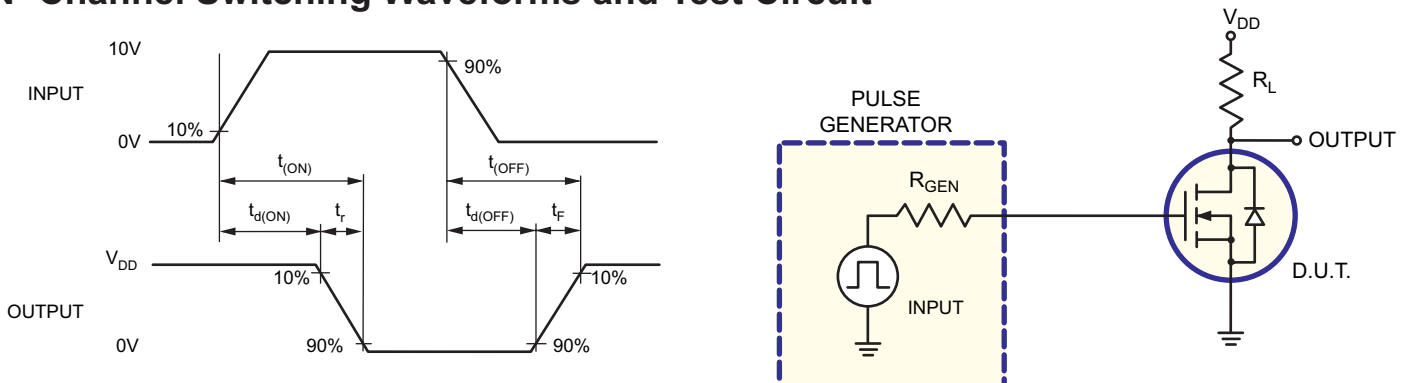 N- Channel Switching Waveforms and Test Circuit
10V
INPUT
90%
10%
0V
t(ON)
t(OFF)
td(ON)
tr
td(OFF)
tF
VDD
10%
10%
OUTPUT
0V
90%
90%
VDD
RL
PULSE
GENERATOR
OUTPUT
RGEN
INPUT
D.U.T.